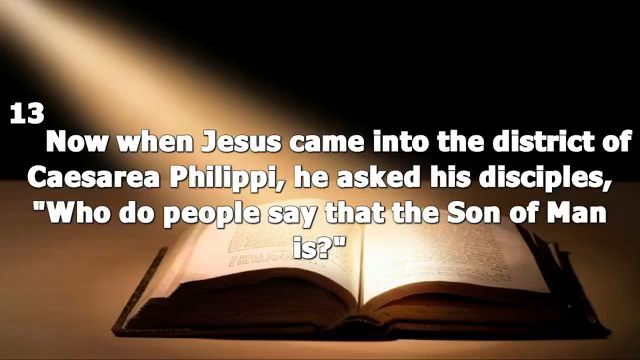 13
Now when Jesus came into the district of
Caesarea Philippi, he asked his disciples,
"Who do people say that the Son of Man
is?"